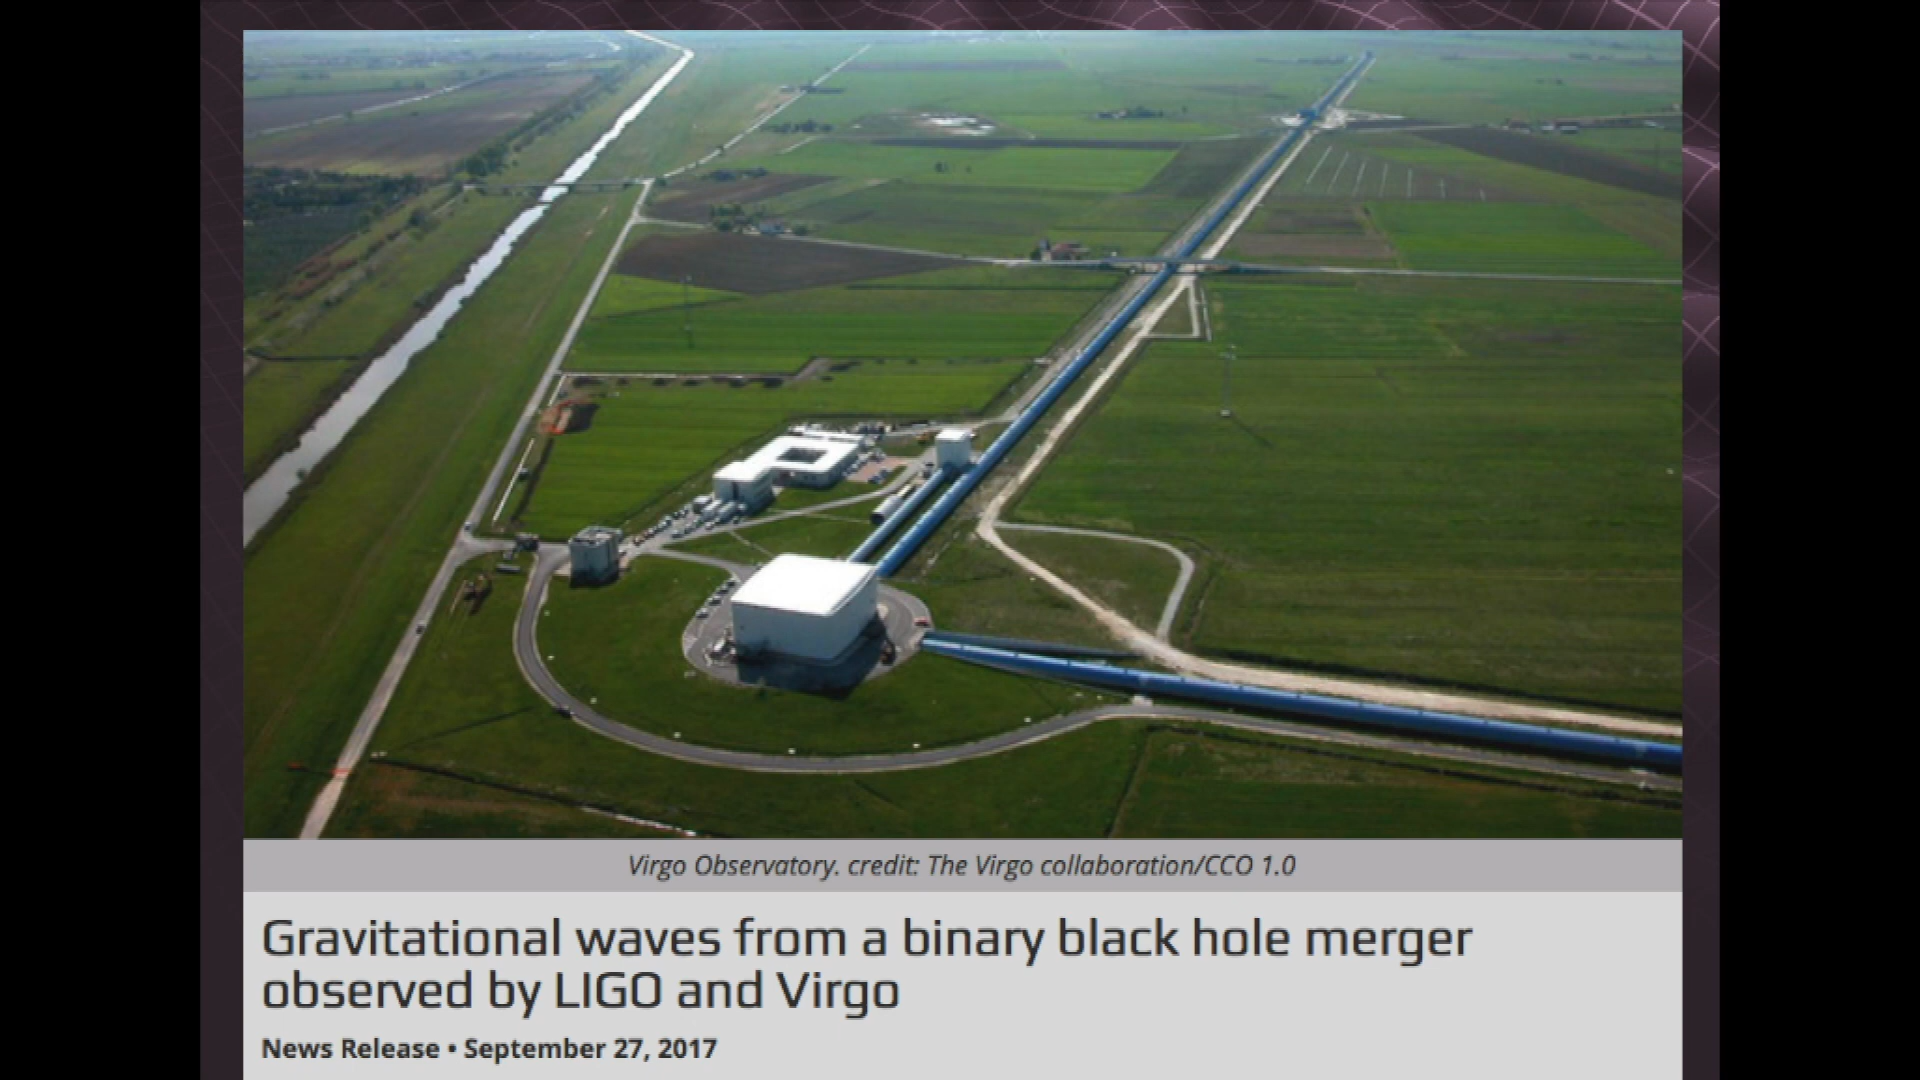 Virgo Observatory. credit: The Virgo collaboration/CCO 1.0
Gravitational waves from a binary black hole merger
observed by LIGO and Virgo
News Release • September 27, 2017